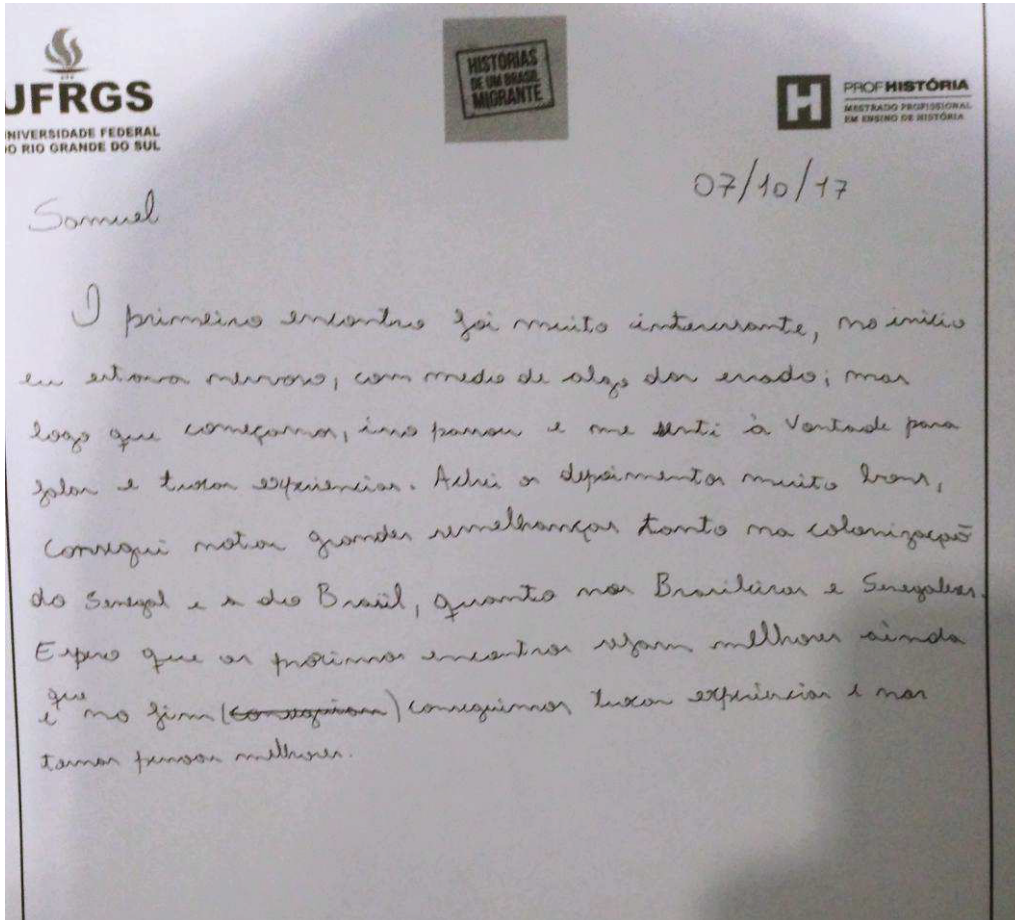 UFRGS
UNIVERSIDADE FEDERAL
DO RIO GRANDE DO SUL
HISTÓRIAS
DE UM BRASIL
MIGRANTE
H
PROFHISTÓRIA
MESTRADO PROFISSIONAL
EM ENSINO DE HISTÓRIA
07/10/17
Samuel
O primeiro encontro foi muito interessante, no início
eu estava nervoso, com medo de algo dar errado; mas
logo que começamos, isso passou e me senti à vontade para
falar e trocar experiências. Achei os depoimentos muito bons,
consegui notar grandes semelhanças tanto na colonização
do Senegal e a do Brasil, quanto nos Brasileiros e Senegaleses.
Espero que os próximos encontros sejam melhores ainda
e que no fim (consigam) conseguimos trocar experiências e nos
tornar pessoas melhores.